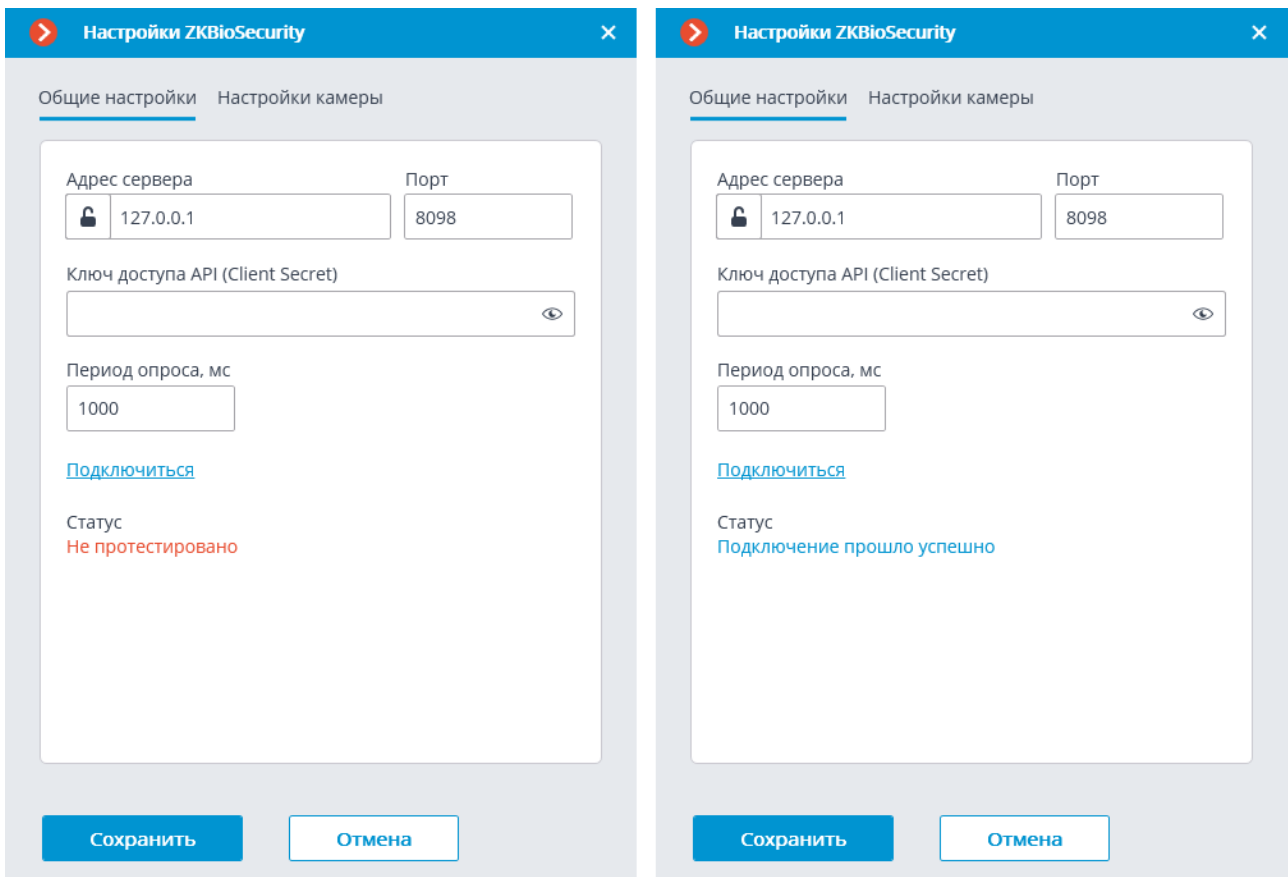 Настройки ZKBioSecurity
Общие настройки Настройки камеры
Адрес сервера Порт
127.0.0.1 8098
Ключ доступа API (Client Secret)
Период опроса, мс
1000
Подключиться
Статус
Не протестировано
Сохранить Отмена
Настройки ZKBioSecurity
Общие настройки Настройки камеры
Адрес сервера Порт
127.0.0.1 8098
Ключ доступа API (Client Secret)
Период опроса, мс
1000
Подключиться
Статус
Подключение прошло успешно
Сохранить Отмена